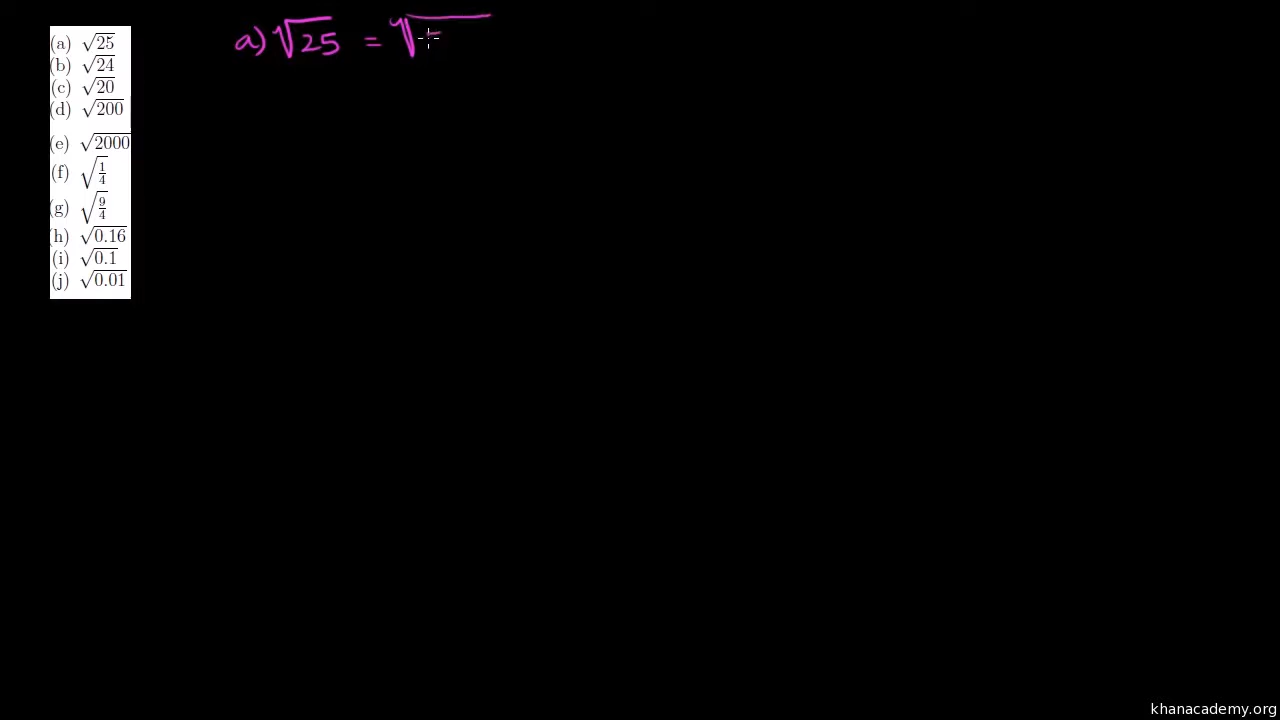 (a) √25
(b) √24
(c) √20
(d) √200
(e) √2000
(f) √(1/4)
(g) √(9/4)
(h) √0.16
(i) √0.1
(j) √0.01
a) √25 = √
khanacademy.org